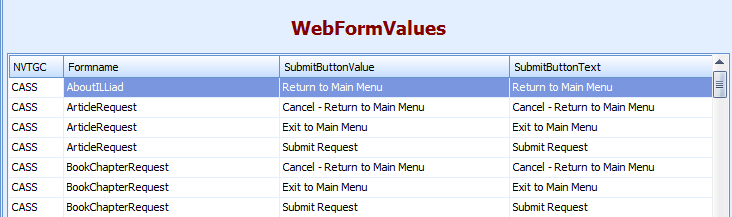 WebFormValues
NVTGC Formname SubmitButtonValue SubmitButtonText
CASS AboutILLiad Return to Main Menu Return to Main Menu
CASS ArticleRequest Cancel - Return to Main Menu Cancel - Return to Main Menu
CASS ArticleRequest Exit to Main Menu Exit to Main Menu
CASS ArticleRequest Submit Request Submit Request
CASS BookChapterRequest Cancel - Return to Main Menu Cancel - Return to Main Menu
CASS BookChapterRequest Exit to Main Menu Exit to Main Menu
CASS BookChapterRequest Submit Request Submit Request